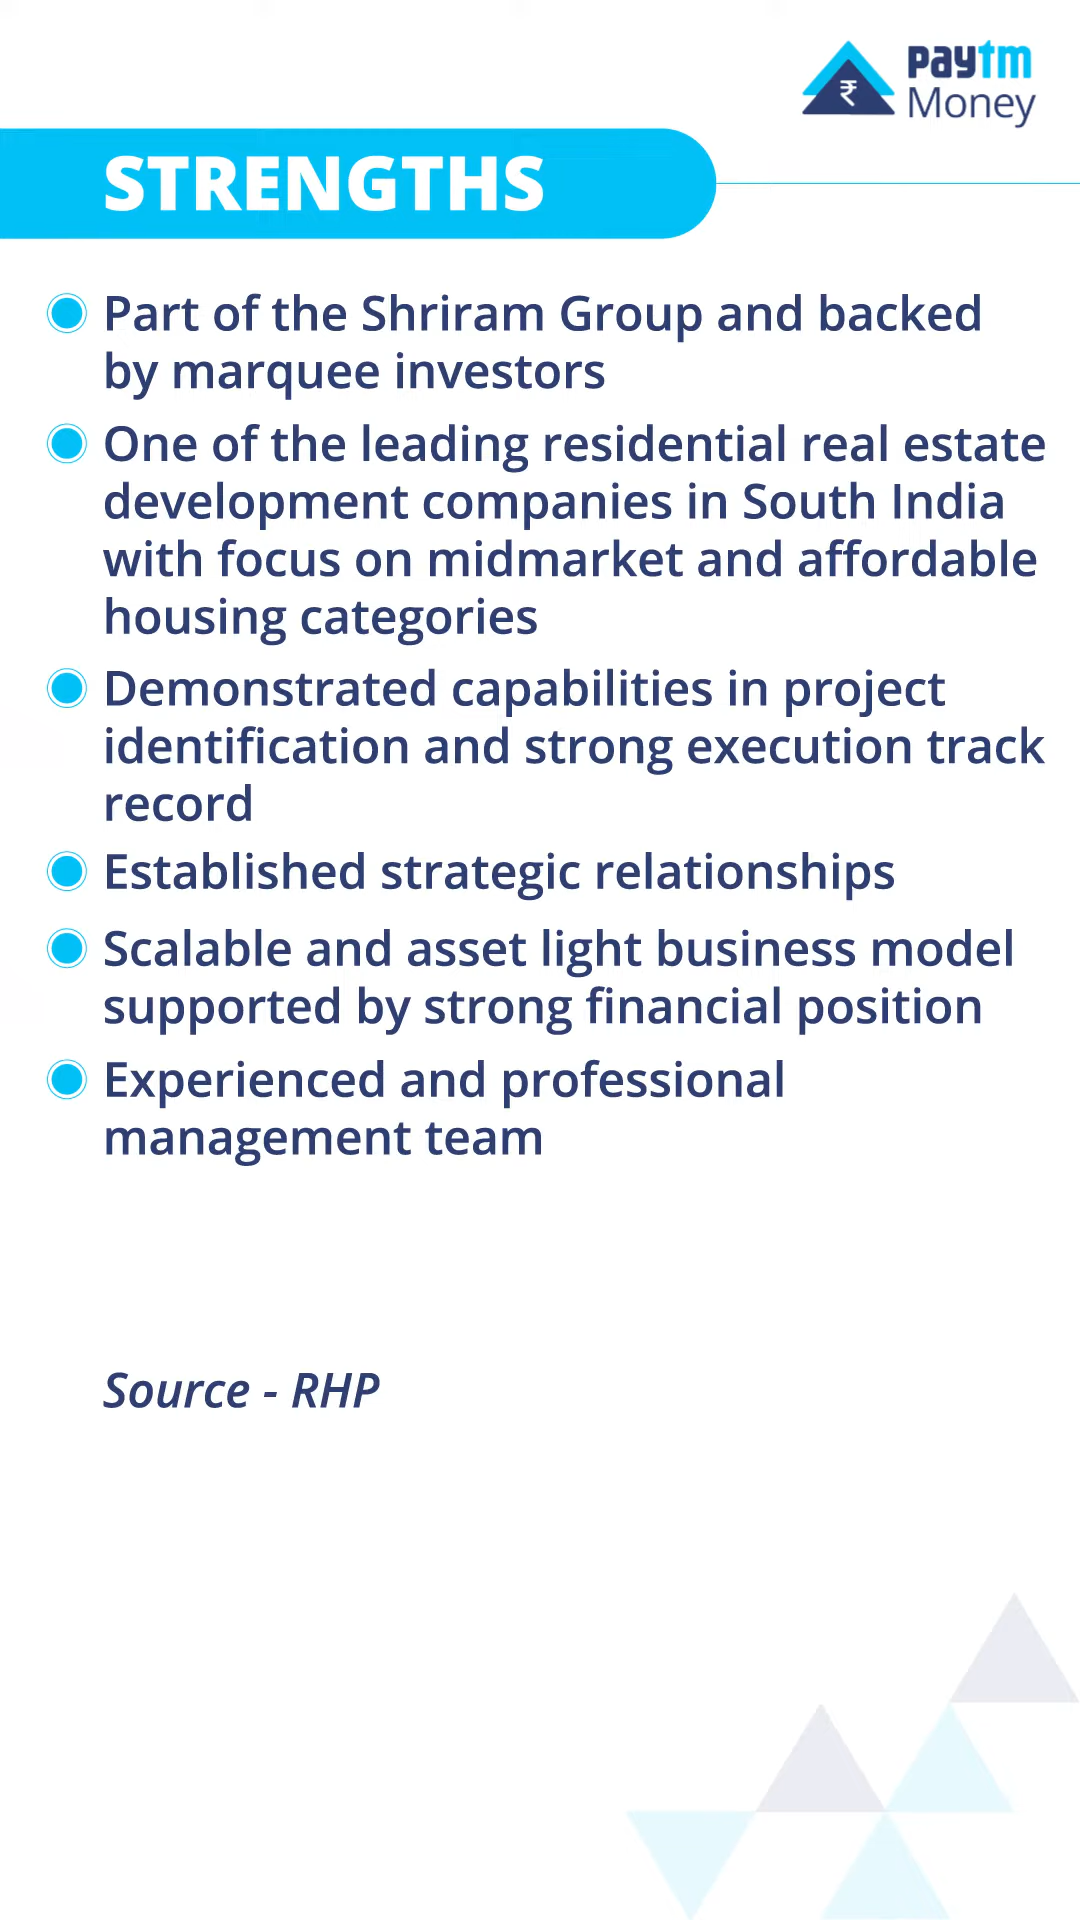 ₹
paytm
Money
STRENGTHS
Part of the Shriram Group and backed
by marquee investors
One of the leading residential real estate
development companies in South India
with focus on midmarket and affordable
housing categories
Demonstrated capabilities in project
identification and strong execution track
record
Established strategic relationships
Scalable and asset light business model
supported by strong financial position
Experienced and professional
management team
Source - RHP